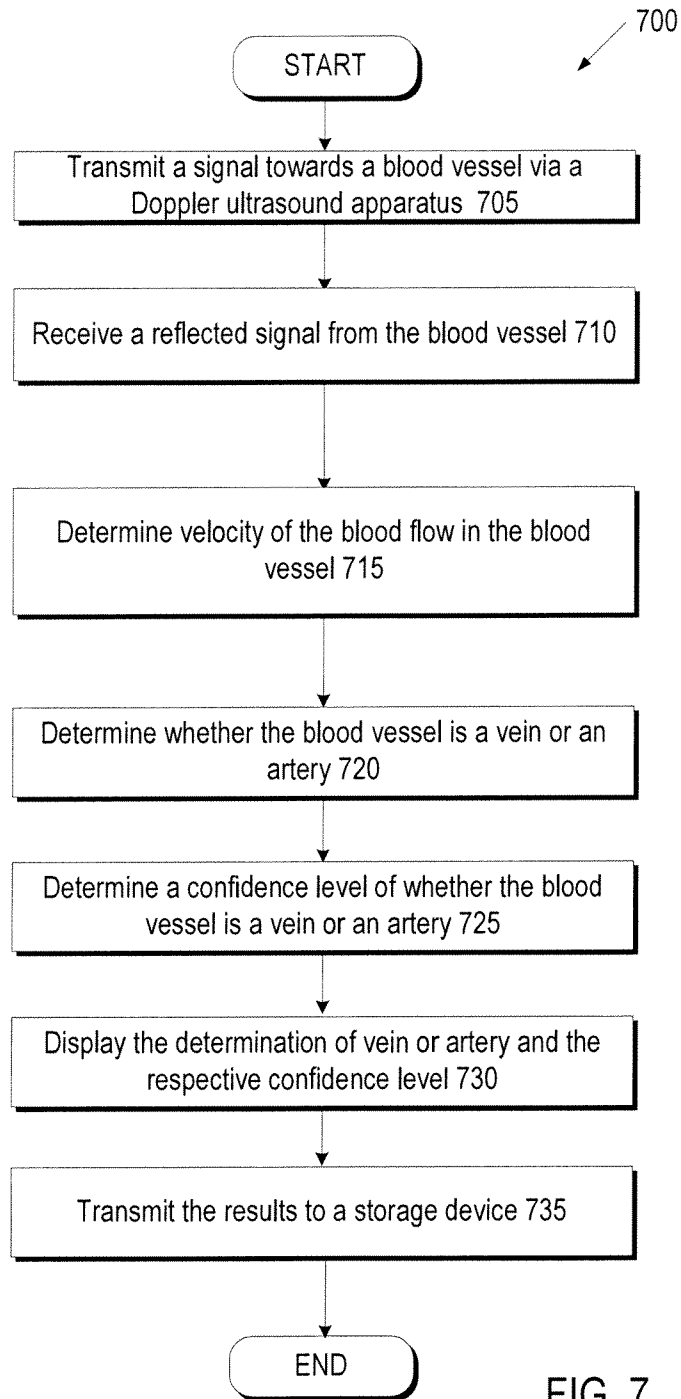 700
START
Transmit a signal towards a blood vessel via a
Doppler ultrasound apparatus 705
Receive a reflected signal from the blood vessel 710
Determine velocity of the blood flow in the blood
vessel 715
Determine whether the blood vessel is a vein or an
artery 720
Determine a confidence level of whether the blood
vessel is a vein or an artery 725
Display the determination of vein or artery and the
respective confidence level 730
Transmit the results to a storage device 735
END
FIG. 7